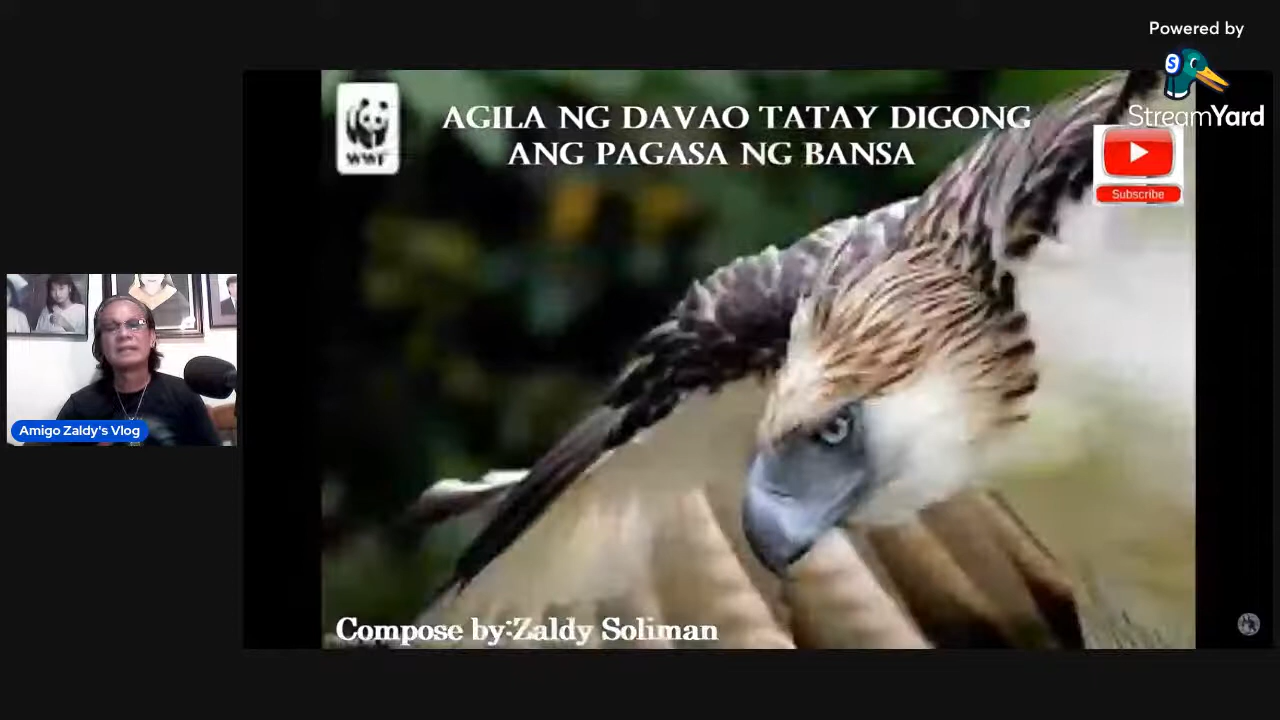 Powered by
StreamYard
WWF
AGILA NG DAVAO TATAY DIGONG
ANG PAGASA NG BANSA
Subscribe
Amigo Zaldy's Vlog
Compose by:Zaldy Soliman